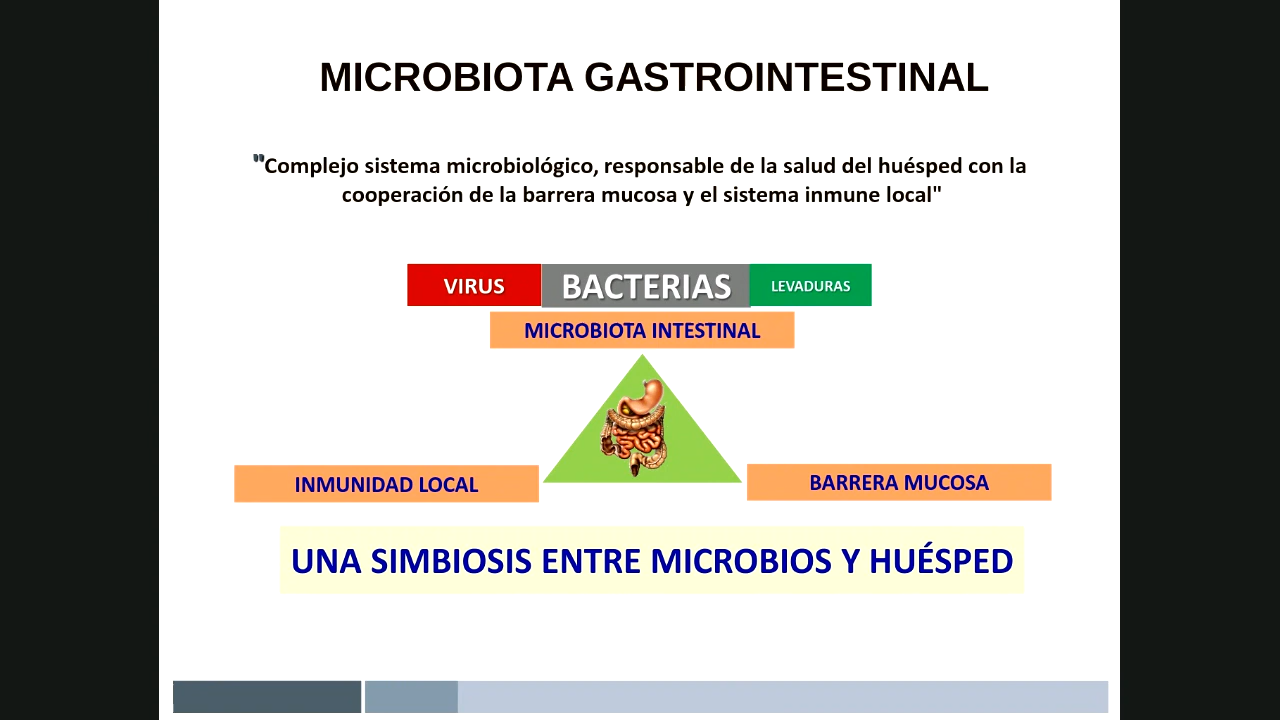 MICROBIOTA GASTROINTESTINAL
"Complejo sistema microbiológico, responsable de la salud del huésped con la
cooperación de la barrera mucosa y el sistema inmune local"
VIRUS BACTERIAS LEVADURAS
MICROBIOTA INTESTINAL
INMUNIDAD LOCAL BARRERA MUCOSA
UNA SIMBIOSIS ENTRE MICROBIOS Y HUÉSPED